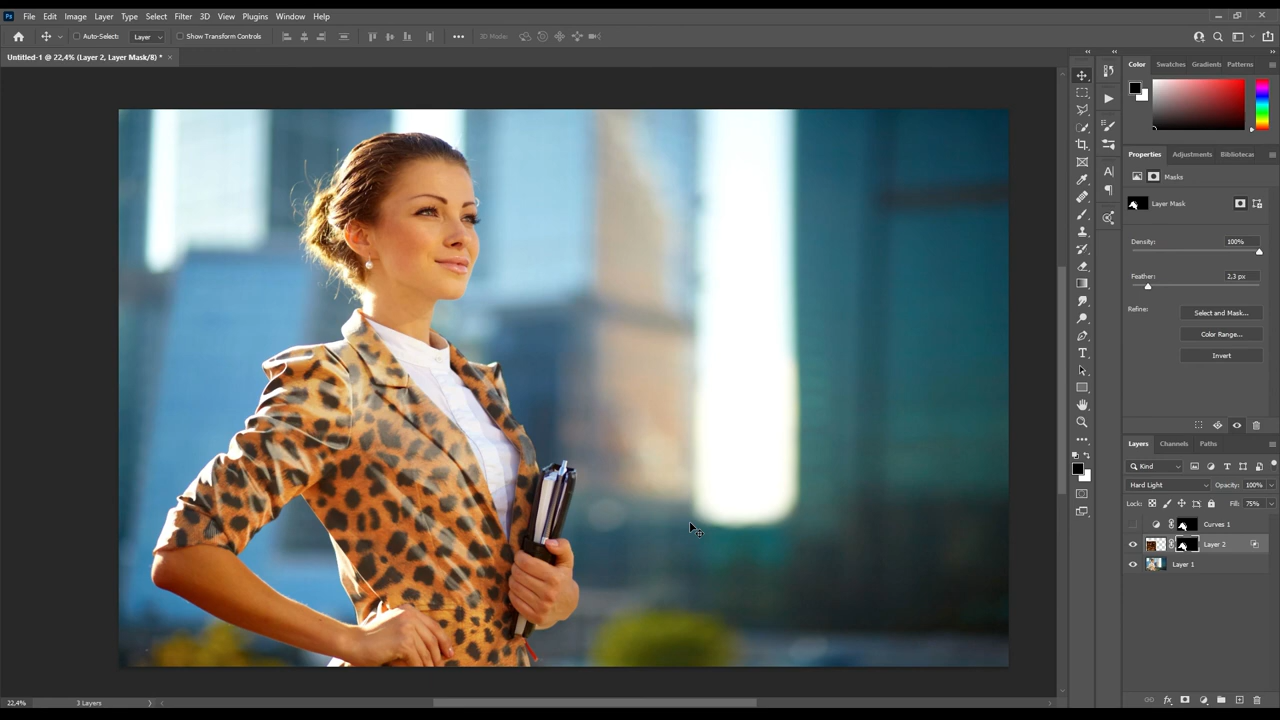 Ps File Edit Image Layer Type Select Filter 3D View Plugins Window Help
Auto-Select: Layer Show Transform Controls 3D Mode:
Untitled-1 @ 22,4% (Layer 2, Layer Mask/8) *
Color Swatches Gradients Patterns
Properties Adjustments Bibliotecas
Masks
Layer Mask
Density: 100%
Feather: 2,3 px
Refine: Select and Mask...
Color Range...
Invert
Layers Channels Paths
Kind
Hard Light Opacity: 100%
Lock: Fill: 75%
Curves 1
Layer 2
Layer 1
22,4% 3 Layers